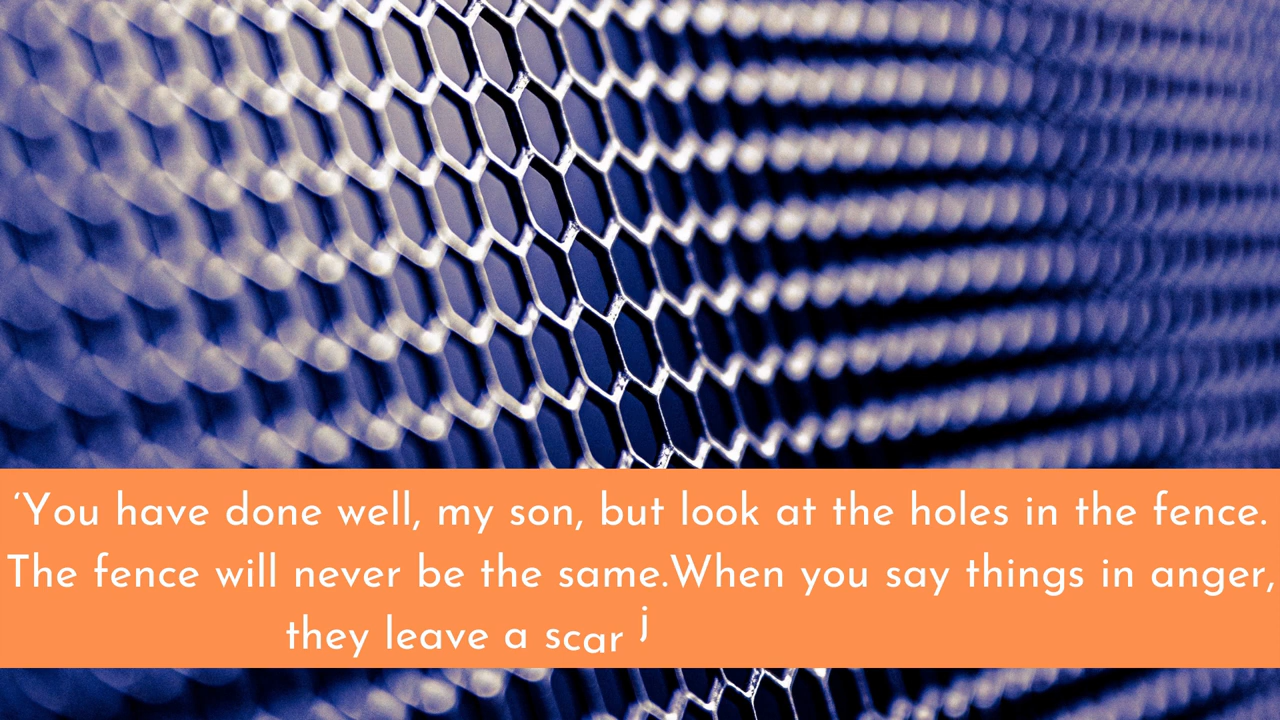 ‘You have done well, my son, but look at the holes in the fence.
The fence will never be the same.When you say things in anger,
they leave a scar j